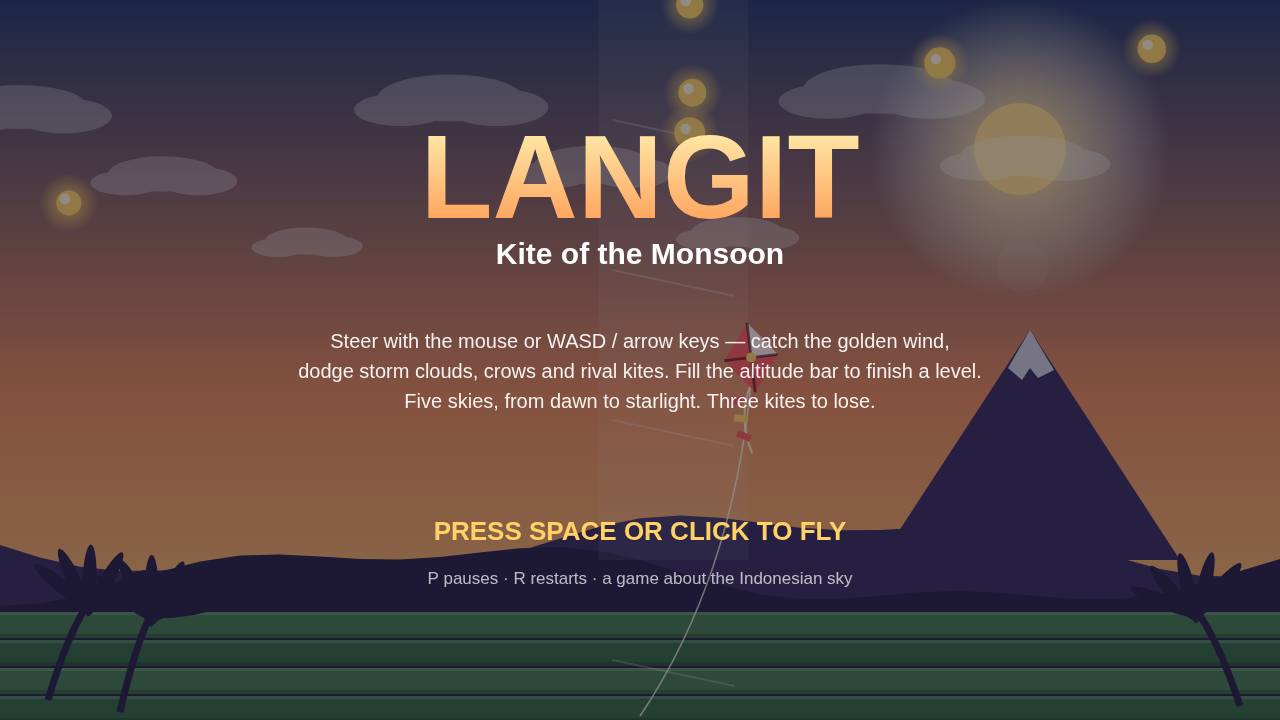 LANGIT
Kite of the Monsoon
Steer with the mouse or WASD / arrow keys — catch the golden wind,
dodge storm clouds, crows and rival kites. Fill the altitude bar to finish a level.
Five skies, from dawn to starlight. Three kites to lose.
PRESS SPACE OR CLICK TO FLY
P pauses · R restarts · a game about the Indonesian sky